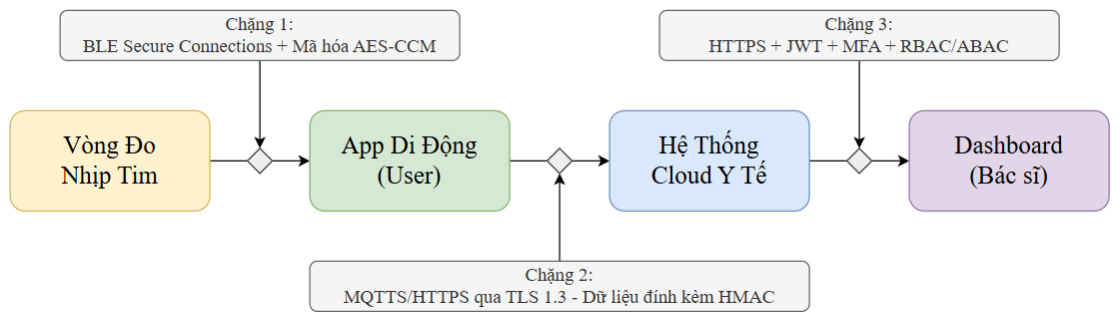 Chặng 1:
BLE Secure Connections + Mã hóa AES-CCM
Chặng 3:
HTTPS + JWT + MFA + RBAC/ABAC
Vòng Đo
Nhịp Tim
App Di Động
(User)
Hệ Thống
Cloud Y Tế
Dashboard
(Bác sĩ)
Chặng 2:
MQTTS/HTTPS qua TLS 1.3 - Dữ liệu đính kèm HMAC